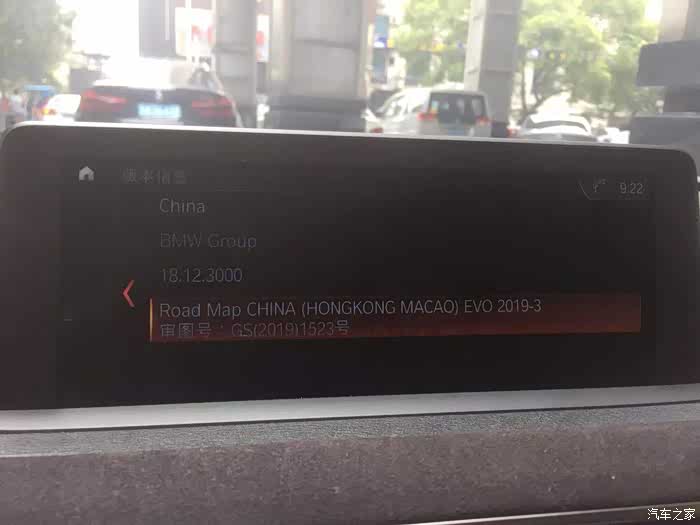 版本信息
9:22
China
BMW Group
18.12.3000
Road Map CHINA (HONGKONG MACAO) EVO 2019-3
审图号：GS(2019)1523号
汽车之家